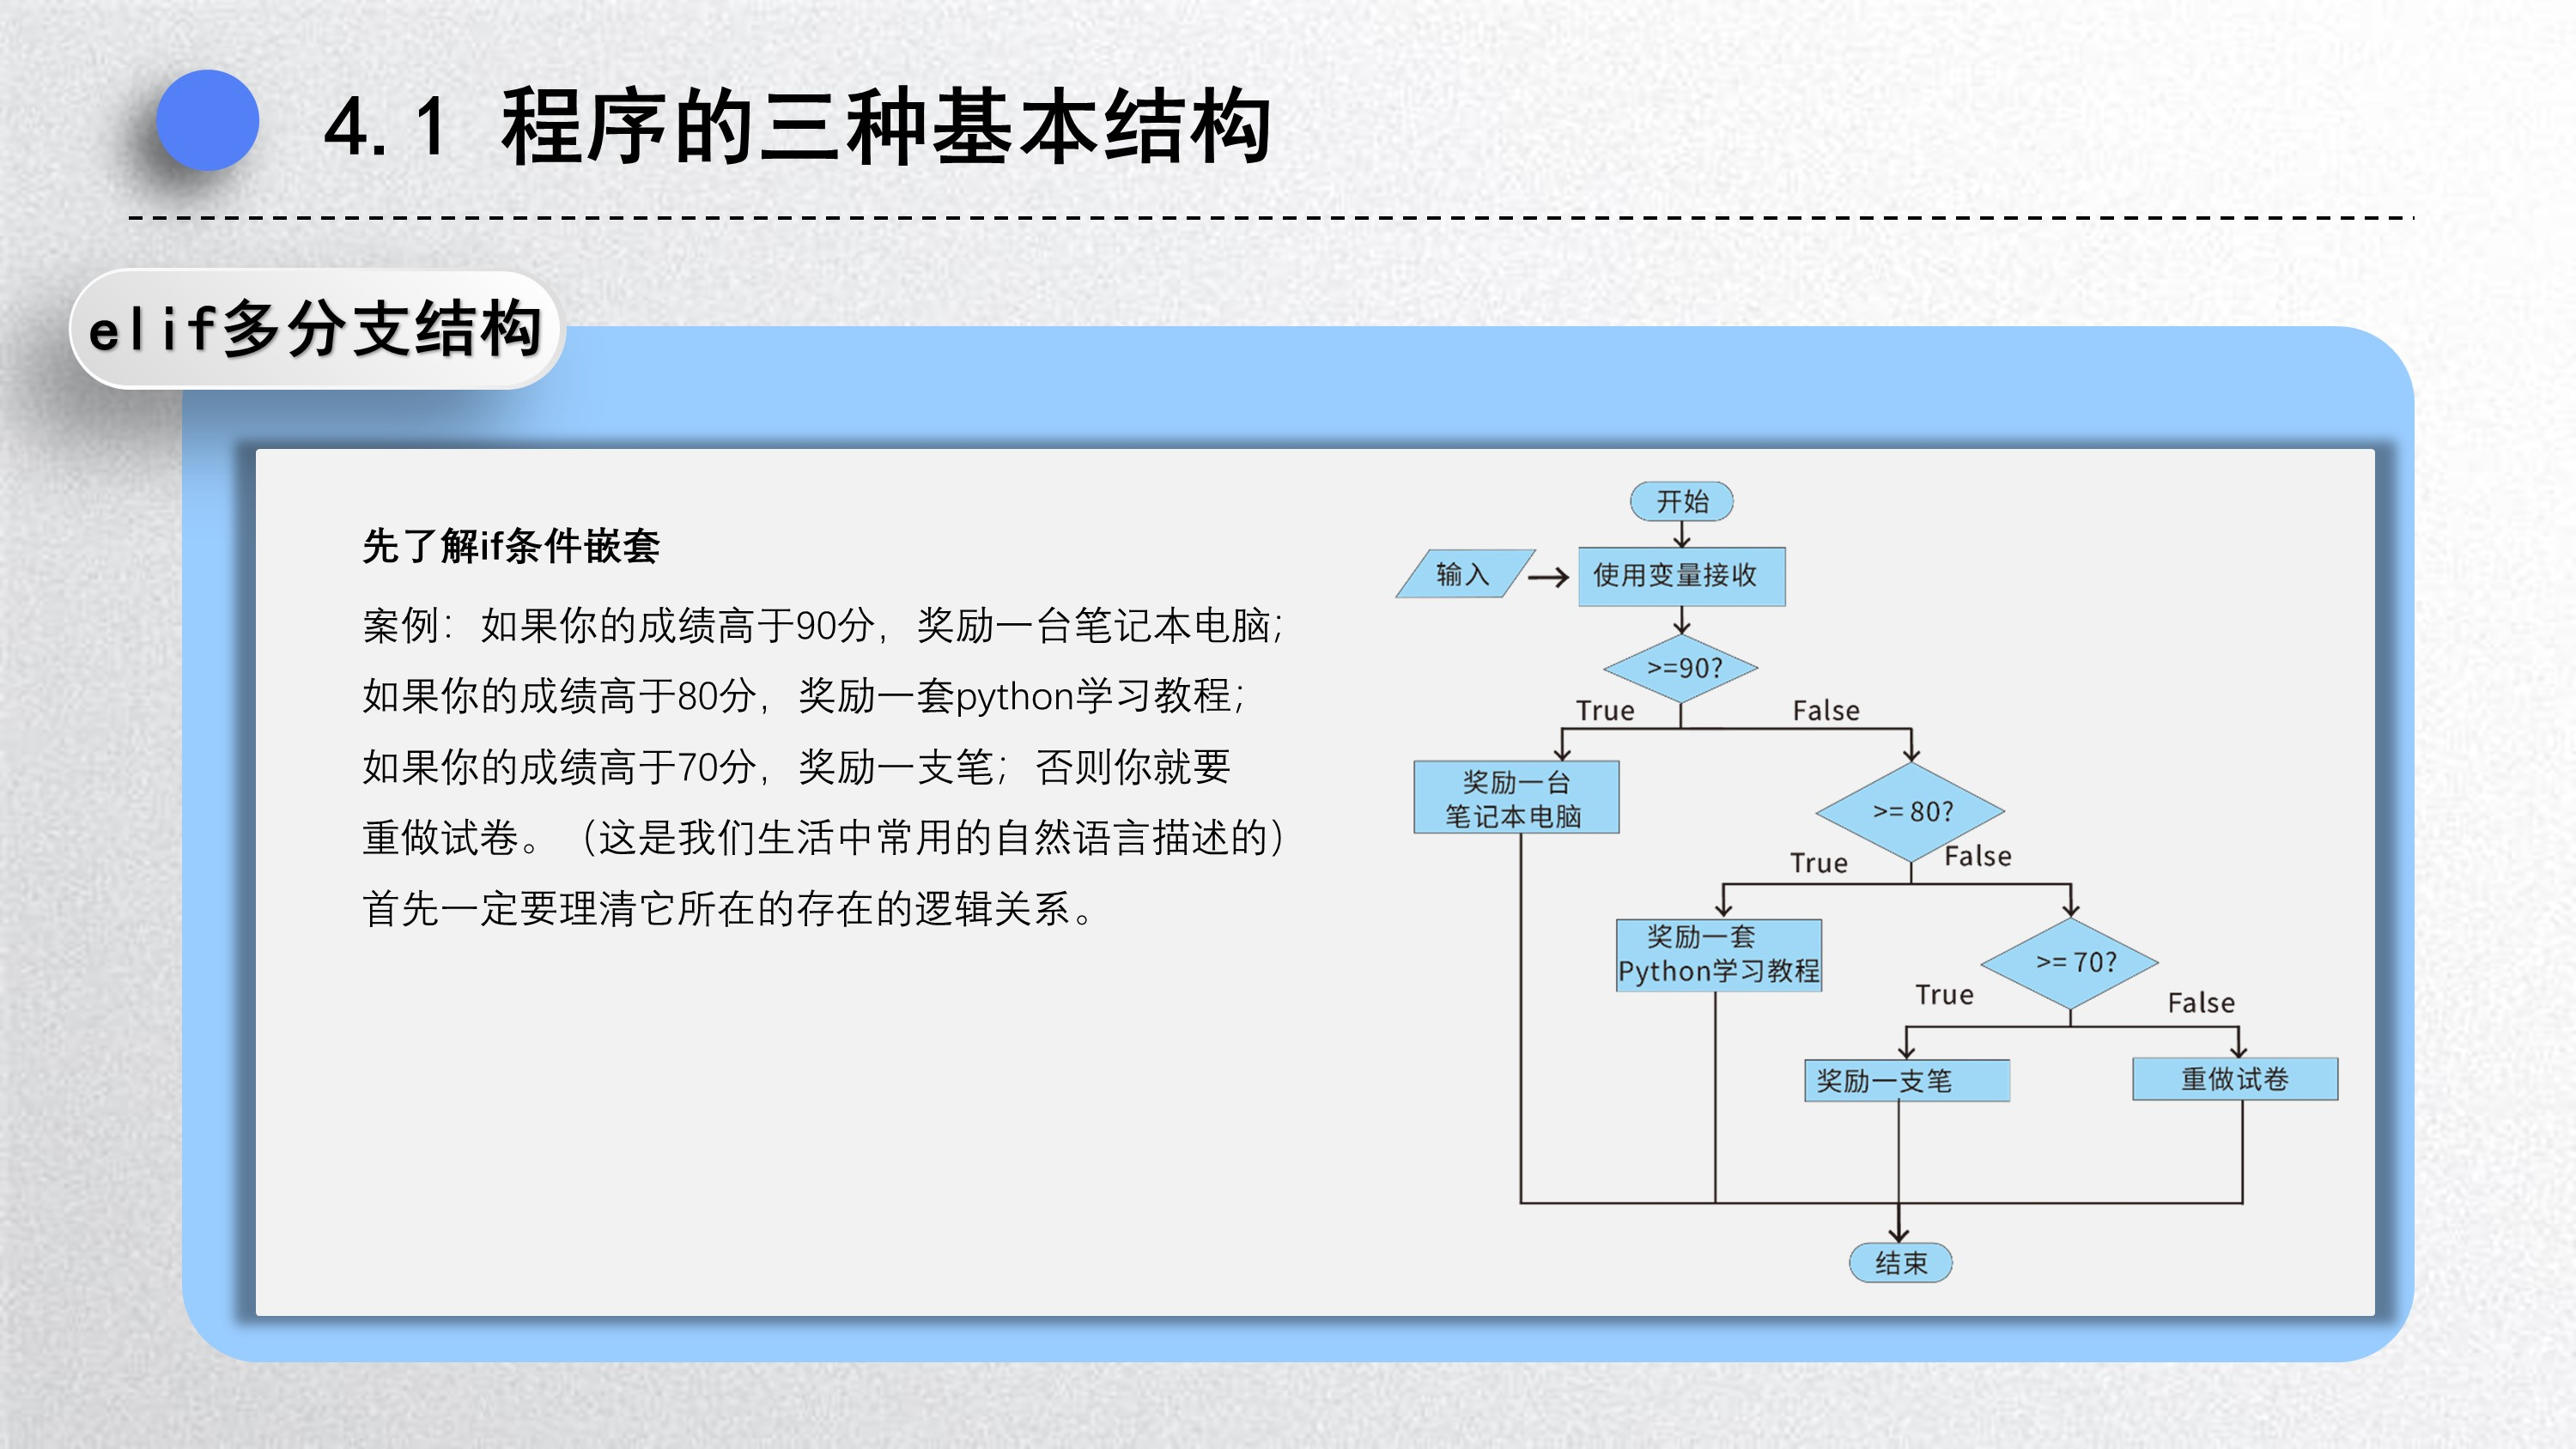 4.1 程序的三种基本结构
elif多分支结构
先了解if条件嵌套
案例：如果你的成绩高于90分，奖励一台笔记本电脑；
如果你的成绩高于80分，奖励一套python学习教程；
如果你的成绩高于70分，奖励一支笔；否则你就要
重做试卷。（这是我们生活中常用的自然语言描述的）
首先一定要理清它所在的存在的逻辑关系。
开始
输入
使用变量接收
>=90?
True
False
奖励一台
笔记本电脑
>= 80?
True
False
奖励一套
Python学习教程
>= 70?
True
False
奖励一支笔
重做试卷
结束